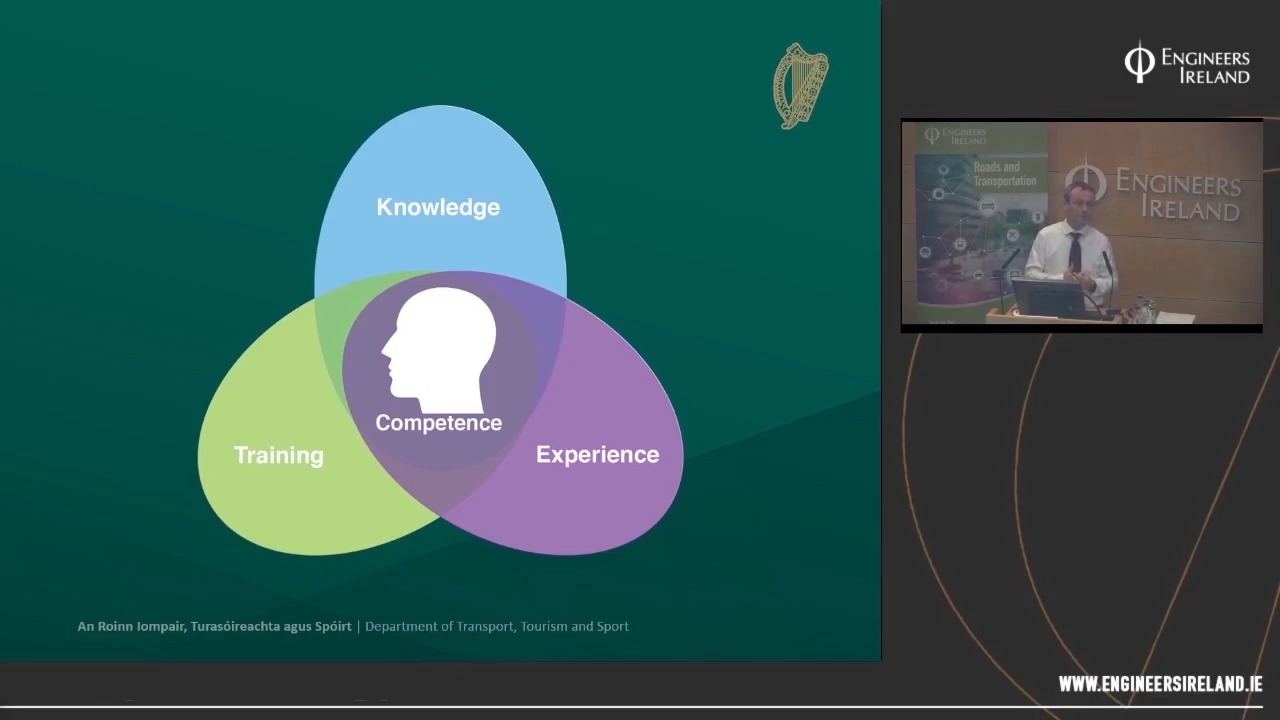 Knowledge
Competence
Training
Experience
An Roinn Iompair, Turasóireachta agus Spóirt | Department of Transport, Tourism and Sport
ENGINEERS
IRELAND
ENGINEERS
IRELAND
Roads and
Transportation
ENGINEERS
IRELAND
WWW.ENGINEERSIRELAND.IE